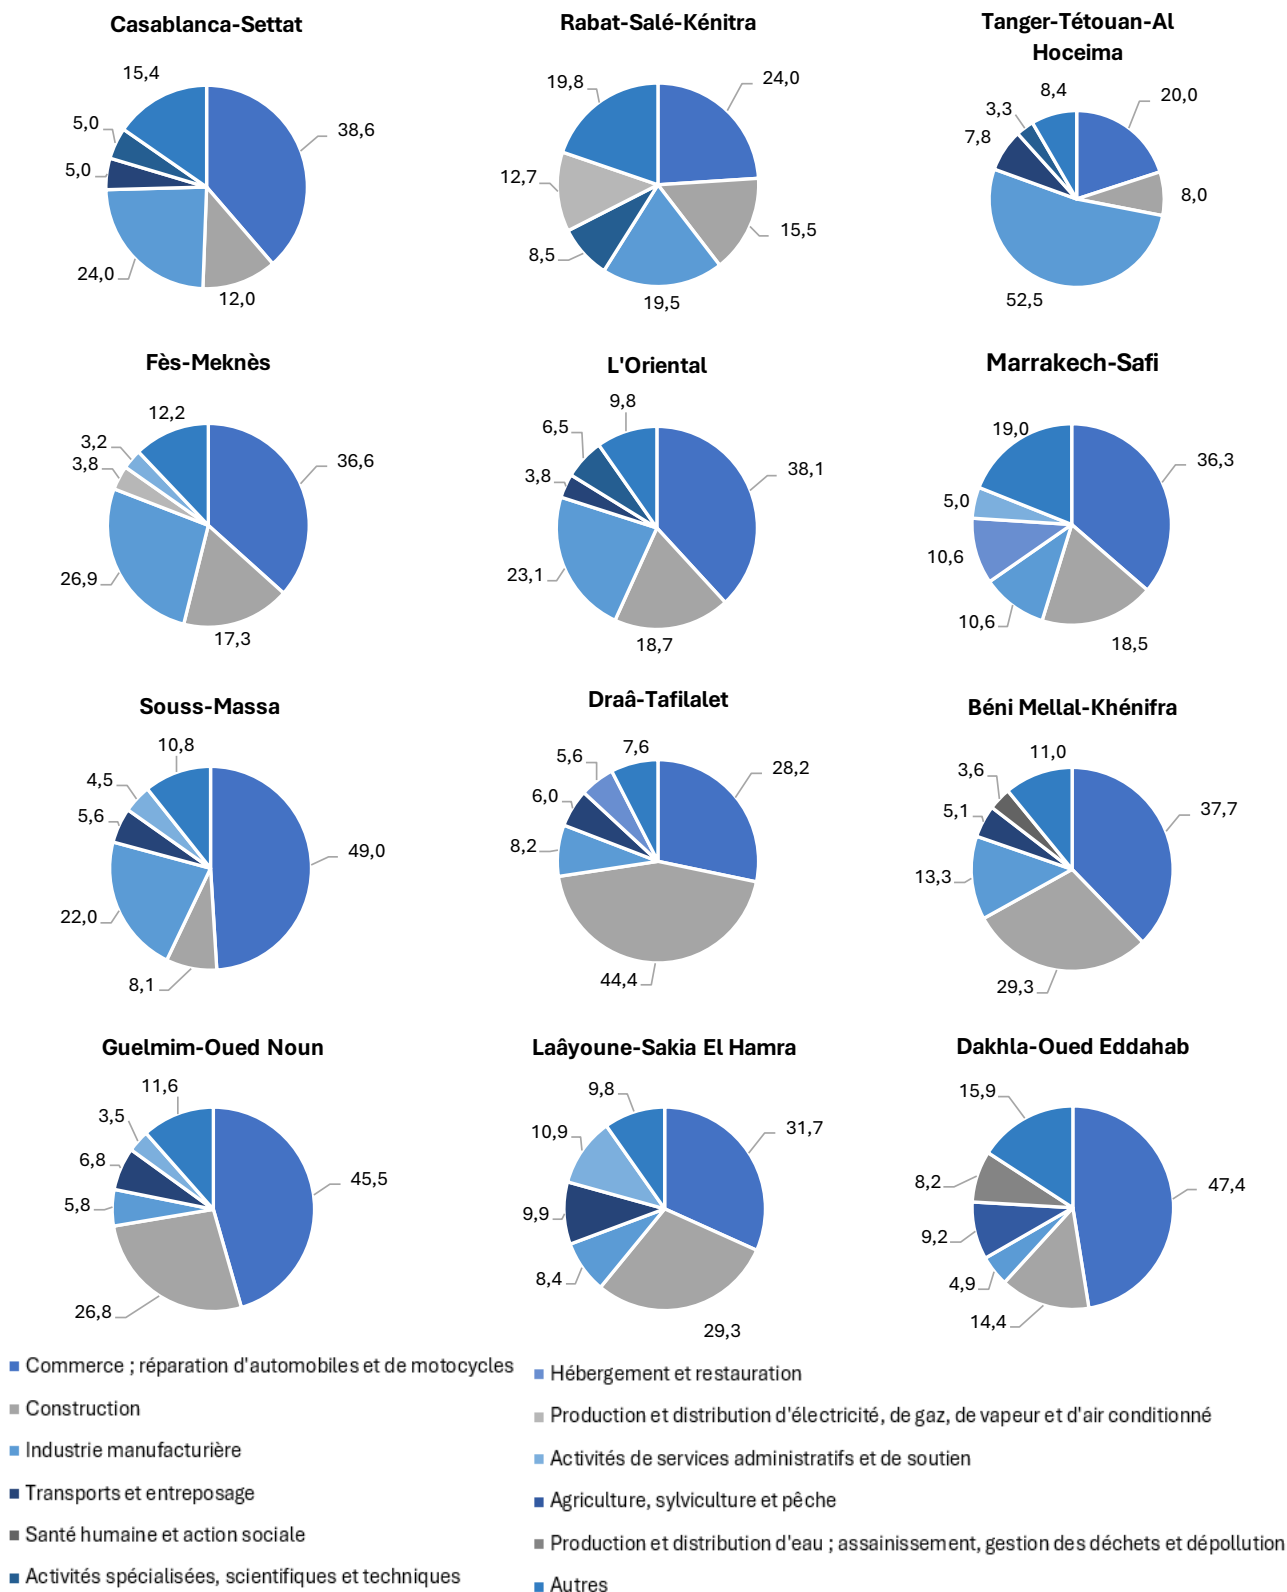 Casablanca-Settat
15,4
38,6
5,0
5,0
24,0
12,0
Rabat-Salé-Kénitra
19,8
24,0
12,7
15,5
8,5
19,5
Tanger-Tétouan-Al
Hoceima
8,4
20,0
3,3
7,8
8,0
52,5
Fès-Meknès
12,2
3,2
36,6
3,8
26,9
17,3
L'Oriental
9,8
6,5
38,1
3,8
23,1
18,7
Marrakech-Safi
19,0
36,3
5,0
10,6
10,6
18,5
Souss-Massa
10,8
4,5
5,6
49,0
22,0
8,1
Draâ-Tafilalet
7,6
5,6
28,2
6,0
8,2
44,4
Béni Mellal-Khénifra
11,0
3,6
37,7
5,1
13,3
29,3
Guelmim-Oued Noun
11,6
3,5
6,8
45,5
5,8
26,8
Laâyoune-Sakia El Hamra
9,8
31,7
10,9
9,9
8,4
29,3
Dakhla-Oued Eddahab
15,9
47,4
8,2
9,2
4,9
14,4
Commerce ; réparation d'automobiles et de motocycles
Construction
Industrie manufacturière
Transports et entreposage
Santé humaine et action sociale
Activités spécialisées, scientifiques et techniques
Hébergement et restauration
Production et distribution d'électricité, de gaz, de vapeur et d'air conditionné
Activités de services administratifs et de soutien
Agriculture, sylviculture et pêche
Production et distribution d'eau ; assainissement, gestion des déchets et dépollution
Autres